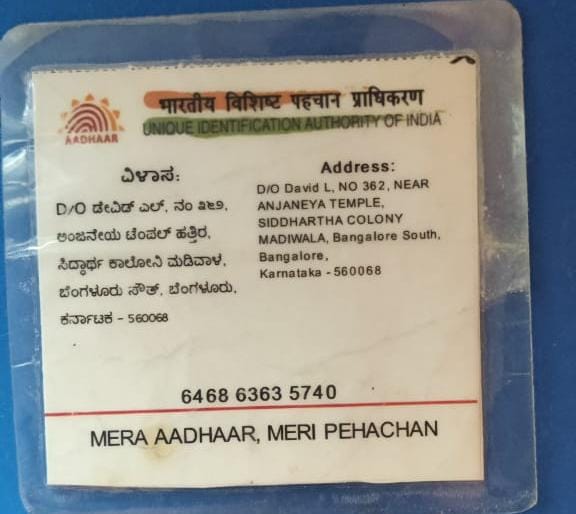 भारतीय विशिष्ट पहचान प्राधिकरण
UNIQUE IDENTIFICATION AUTHORITY OF INDIA
AADHAAR
ವಿಳಾಸ:
D/O ಡೇವಿಡ್ ಎಲ್, ನಂ ೩೬೨,
ಅಂಜನೇಯ ಟೆಂಪಲ್ ಹತ್ತಿರ,
ಸಿದ್ಧಾರ್ಥ ಕಾಲೋನಿ ಮಡಿವಾಳ,
ಬೆಂಗಳೂರು ಸೌತ್, ಬೆಂಗಳೂರು,
ಕರ್ನಾಟಕ - 560068
Address:
D/O David L, NO 362, NEAR
ANJANEYA TEMPLE,
SIDDHARTHA COLONY
MADIWALA, Bangalore South,
Bangalore,
Karnataka - 560068
6468 6363 5740
MERA AADHAAR, MERI PEHACHAN